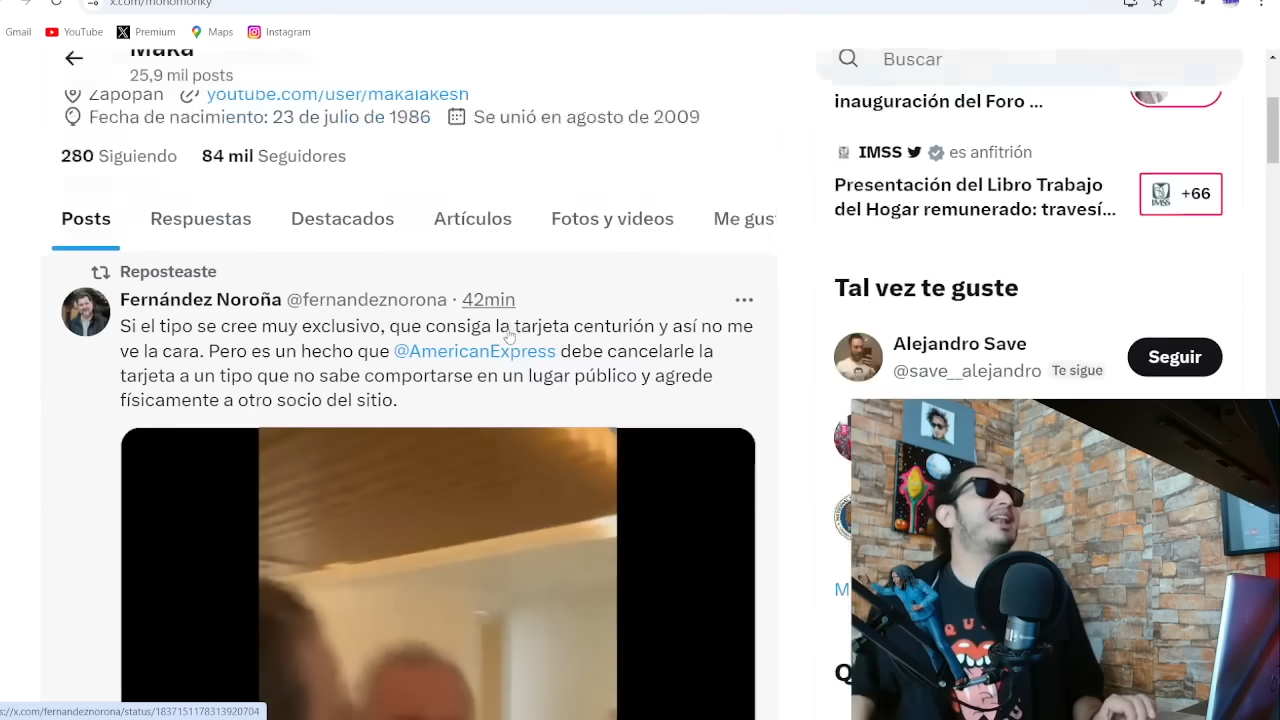 x.com/monomonky
Gmail YouTube Premium Maps Instagram
Maka
25,9 mil posts
Zapopan youtube.com/user/makalakesh
Fecha de nacimiento: 23 de julio de 1986 Se unió en agosto de 2009
280 Siguiendo 84 mil Seguidores
Posts Respuestas Destacados Artículos Fotos y videos Me gus
Reposteaste
Fernández Noroña @fernandeznorona · 42min
Si el tipo se cree muy exclusivo, que consiga la tarjeta centurión y así no me
ve la cara. Pero es un hecho que @AmericanExpress debe cancelarle la
tarjeta a un tipo que no sabe comportarse en un lugar público y agrede
físicamente a otro socio del sitio.
Buscar
inauguración del Foro ...
IMSS es anfitrión
Presentación del Libro Trabajo
del Hogar remunerado: travesí...
IMSS +66
Tal vez te guste
Alejandro Save
@save__alejandro Te sigue
Seguir
M
Q
s://x.com/fernandeznorona/status/1837151178313920704